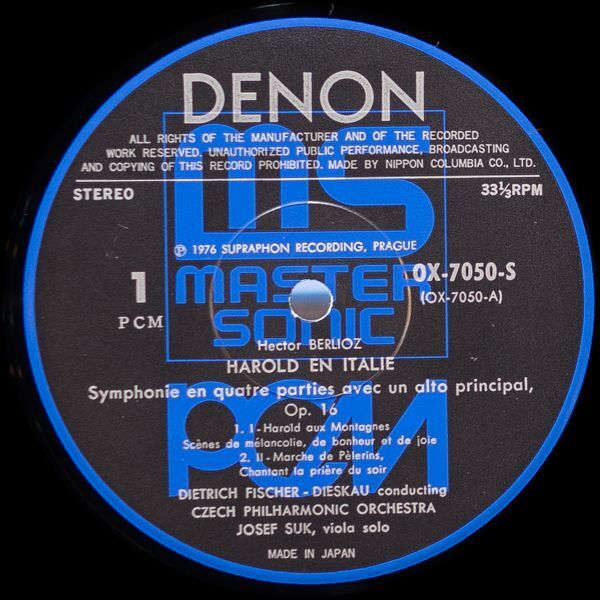 DENON
ALL RIGHTS OF THE MANUFACTURER AND OF THE RECORDED
WORK RESERVED. UNAUTHORIZED PUBLIC PERFORMANCE, BROADCASTING
AND COPYING OF THIS RECORD PROHIBITED. MADE BY NIPPON COLUMBIA CO., LTD.
STEREO 33⅓RPM
ms
Ⓟ 1976 SUPRAPHON RECORDING, PRAGUE
1 OX-7050-S
MASTER (OX-7050-A)
PCM SONIC
Hector BERLIOZ
HAROLD EN ITALIE
Symphonie en quatre parties avec un alto principal,
Op. 16
1. I-Harold aux Montagnes
Scènes de mélancolie, de bonheur et de joie
2. II-Marche de Pèlerins,
Chantant la prière du soir
PCM
DIETRICH FISCHER-DIESKAU conducting
CZECH PHILHARMONIC ORCHESTRA
JOSEF SUK, viola solo
MADE IN JAPAN